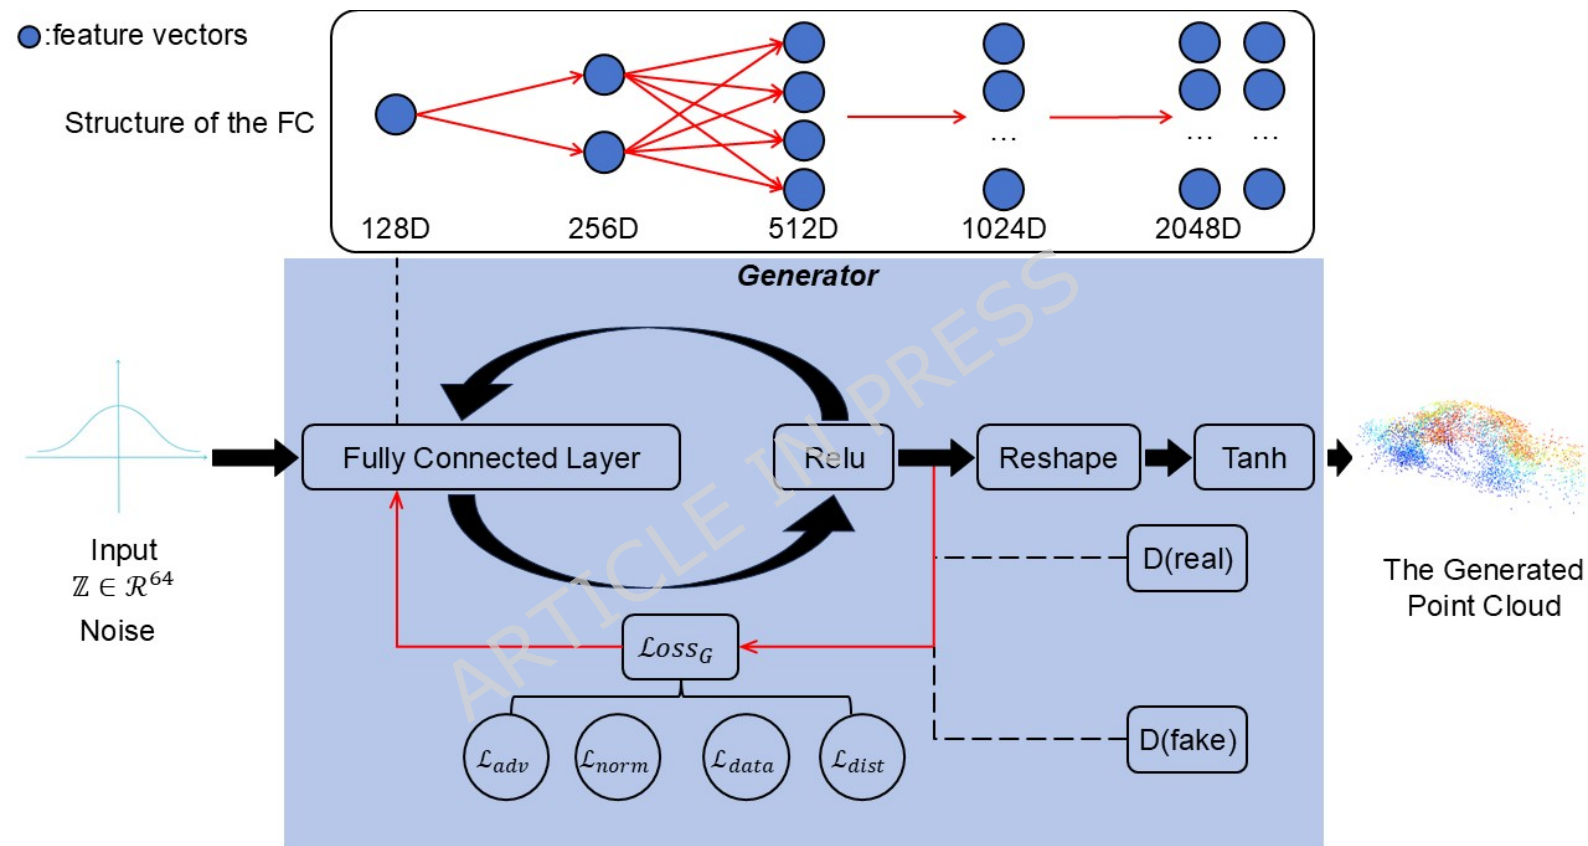 :feature vectors
Structure of the FC
...
... ...
128D 256D 512D 1024D 2048D
Generator
Fully Connected Layer
Relu
Reshape
Tanh
Input
ℤ ∈ ℛ^64
Noise
D(real)
The Generated
Point Cloud
ℒoss_G
ℒ_adv
ℒ_norm
ℒ_data
ℒ_dist
D(fake)
ARTICLE IN PRESS